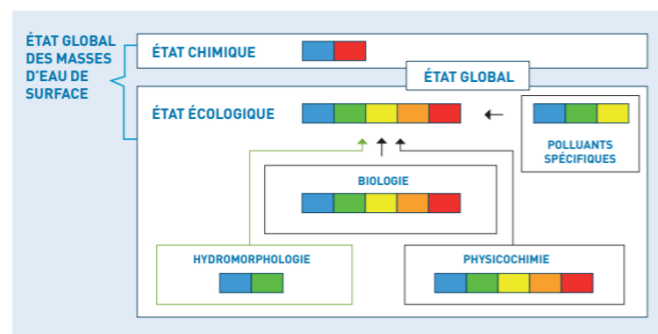 ÉTAT GLOBAL
DES MASSES
D'EAU DE
SURFACE
ÉTAT CHIMIQUE
ÉTAT GLOBAL
ÉTAT ÉCOLOGIQUE
POLLUANTS
SPÉCIFIQUES
BIOLOGIE
HYDROMORPHOLOGIE
PHYSICOCHIMIE